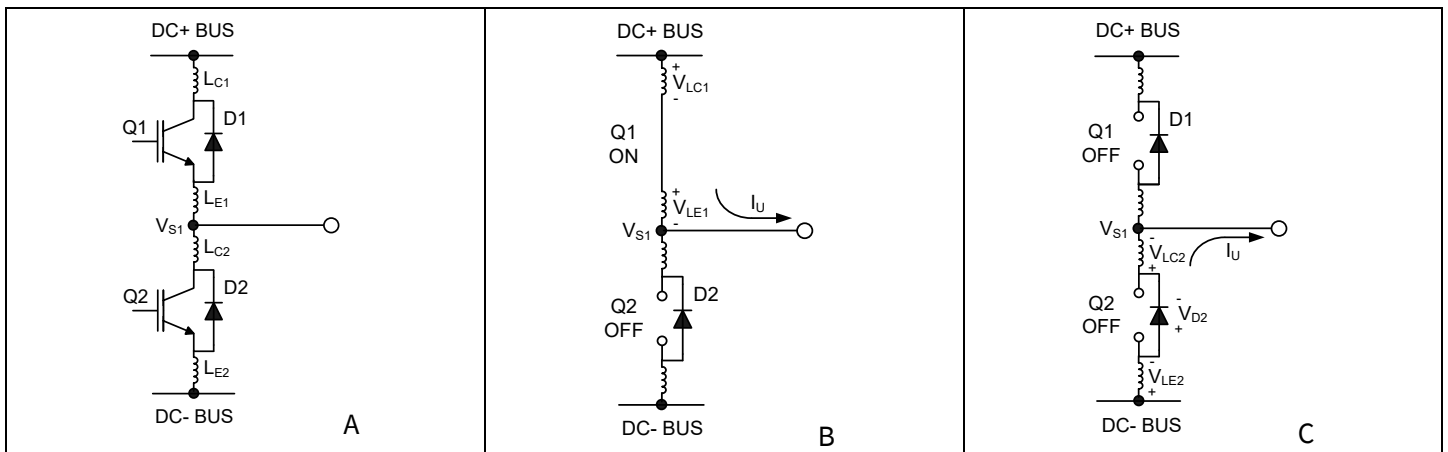 DC+ BUS
LC1
Q1
D1
LE1
VS1
LC2
Q2
D2
LE2
DC- BUS
A
DC+ BUS
+
VLC1
-
Q1
ON
+
VLE1
-
IU
VS1
Q2
OFF
D2
DC- BUS
B
DC+ BUS
Q1
OFF
D1
VS1
-
VLC2
+
IU
Q2
OFF
-
VD2
+
-
VLE2
+
DC- BUS
C